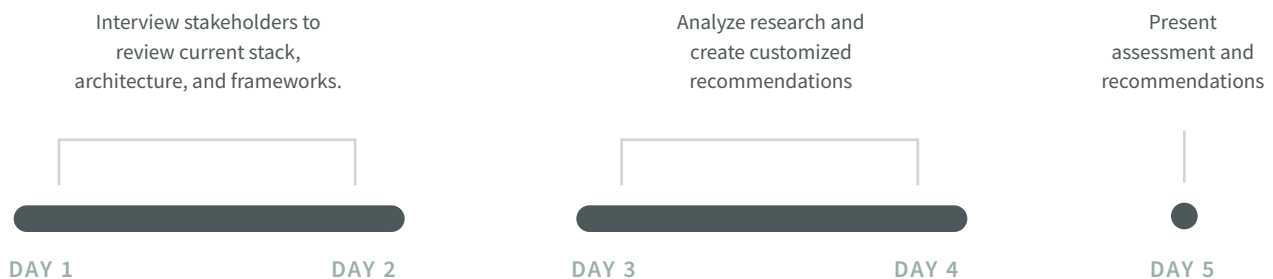 Interview stakeholders to
review current stack,
architecture, and frameworks.
Analyze research and
create customized
recommendations
Present
assessment and
recommendations
DAY 1
DAY 2
DAY 3
DAY 4
DAY 5